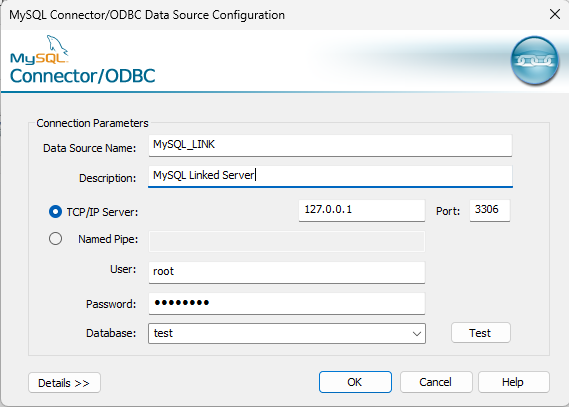 MySQL Connector/ODBC Data Source Configuration
MySQL
Connector/ODBC
Connection Parameters
Data Source Name: MySQL_LINK
Description: MySQL Linked Server
TCP/IP Server: 127.0.0.1 Port: 3306
Named Pipe:
User: root
Password: ••••••••
Database: test Test
Details >> OK Cancel Help